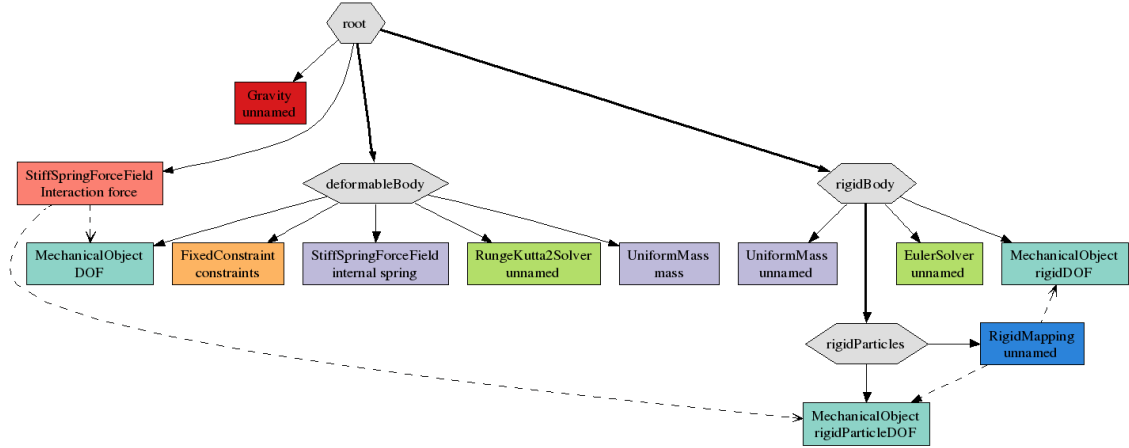 root
Gravity
unnamed
StiffSpringForceField
Interaction force
deformableBody
rigidBody
MechanicalObject
DOF
FixedConstraint
constraints
StiffSpringForceField
internal spring
RungeKutta2Solver
unnamed
UniformMass
mass
UniformMass
unnamed
EulerSolver
unnamed
MechanicalObject
rigidDOF
rigidParticles
RigidMapping
unnamed
MechanicalObject
rigidParticleDOF